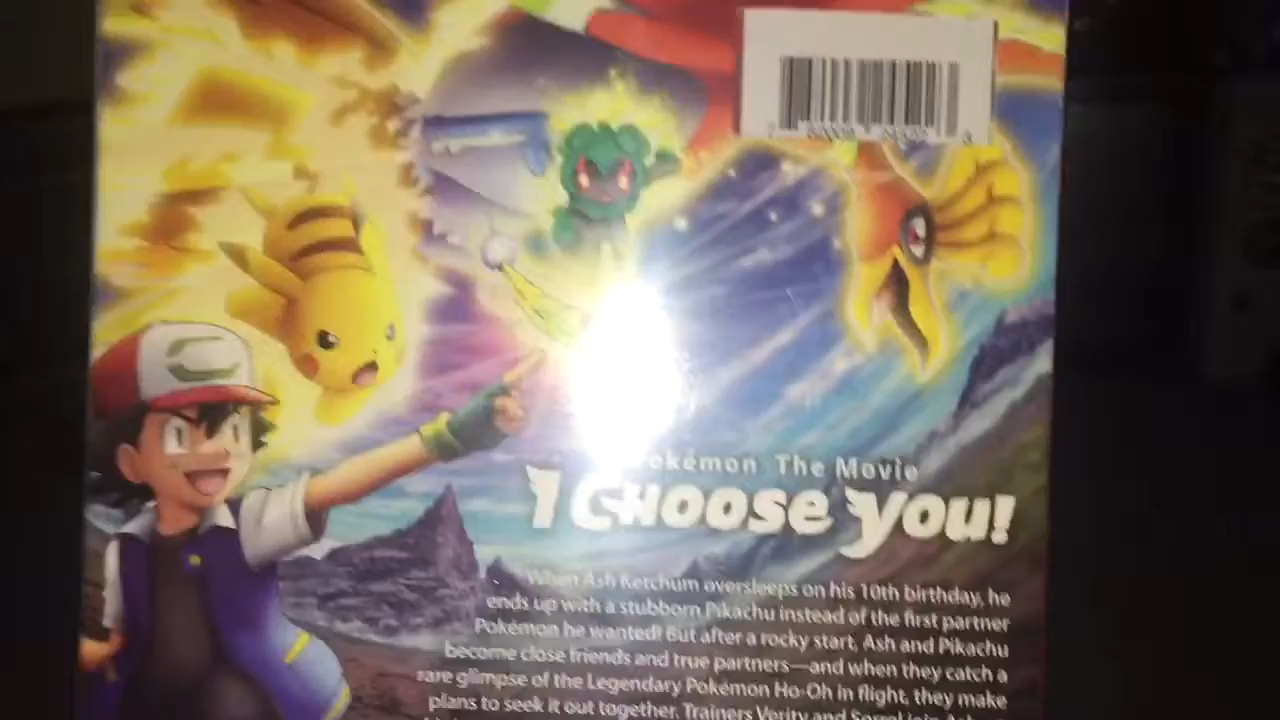 Pokémon The Movie
I Choose You!
When Ash Ketchum oversleeps on his 10th birthday, he
ends up with a stubborn Pikachu instead of the first partner
Pokémon he wanted! But after a rocky start, Ash and Pikachu
become close friends and true partners—and when they catch a
rare glimpse of the Legendary Pokémon Ho-Oh in flight, they make
plans to seek it out together. Trainers Verity and Sorrel join Ash